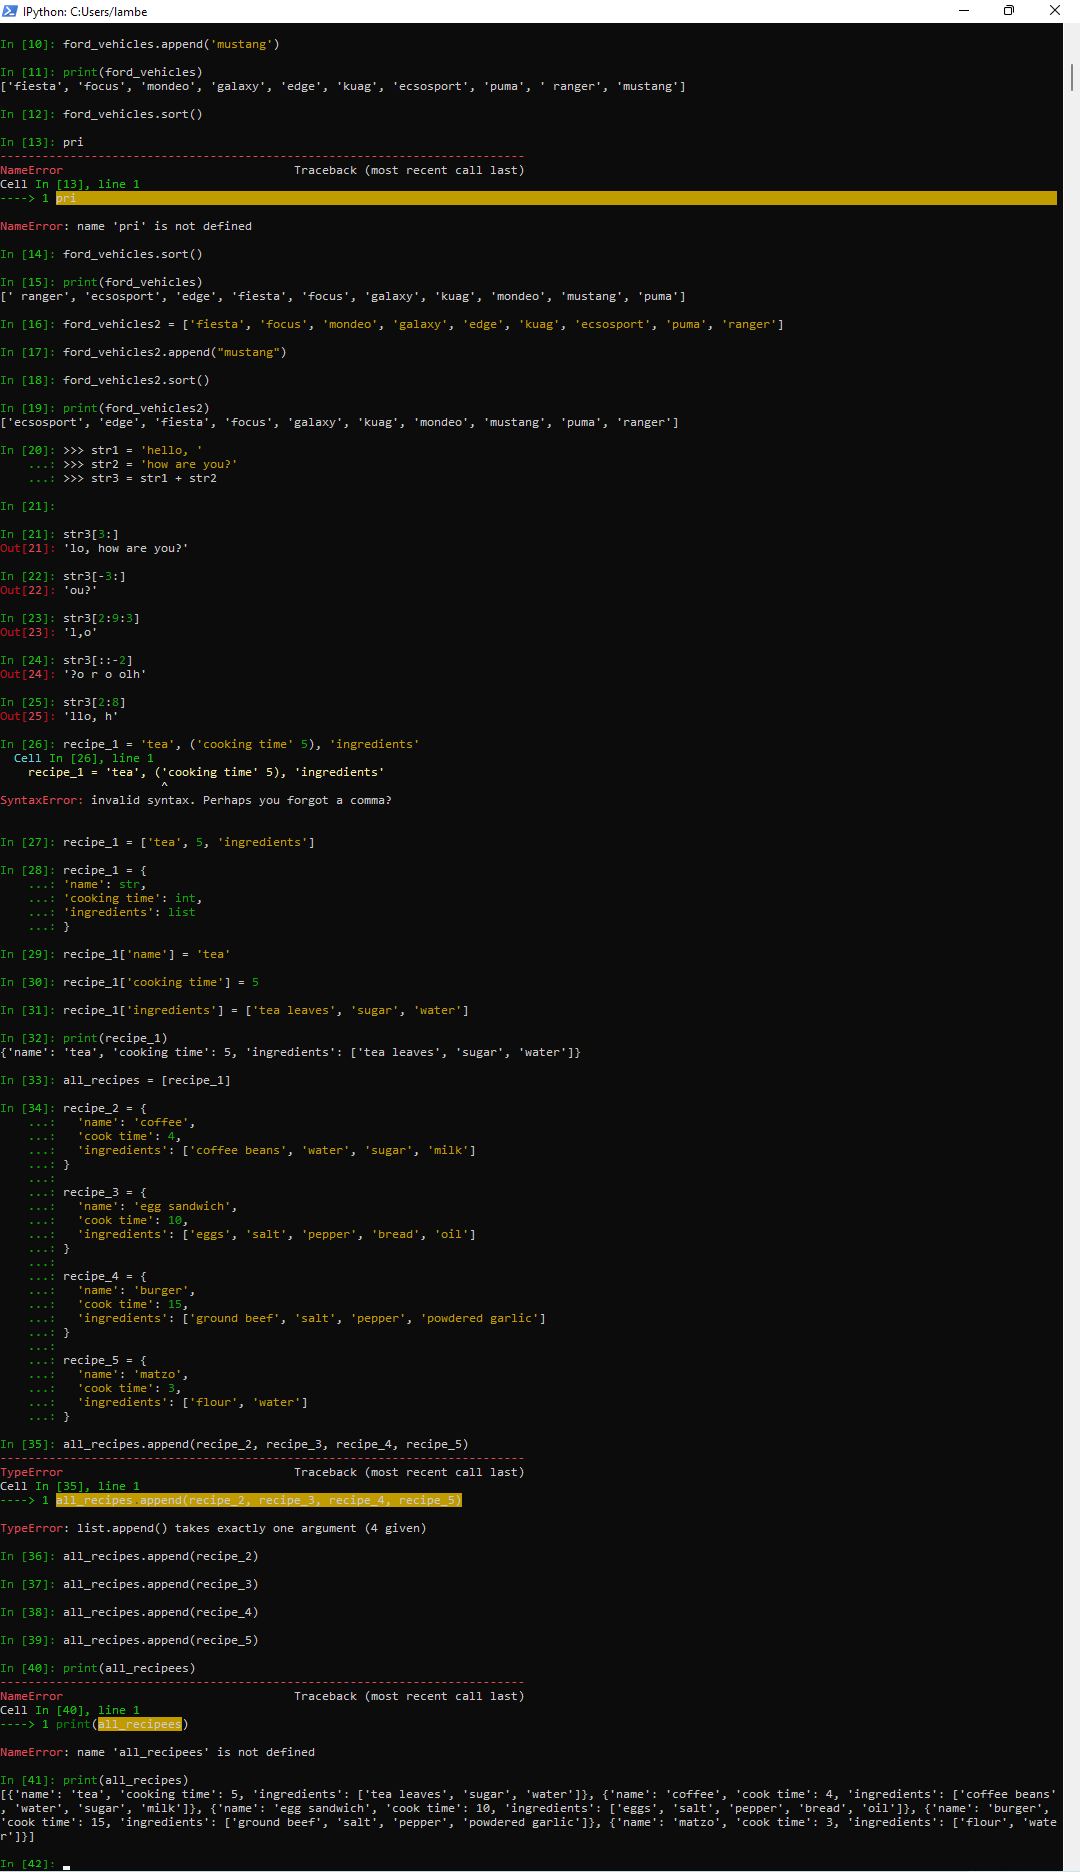 IPython: C:Users/lambe
In [10]: ford_vehicles.append('mustang')
In [11]: print(ford_vehicles)
['fiesta', 'focus', 'mondeo', 'galaxy', 'edge', 'kuag', 'ecsosport', 'puma', ' ranger', 'mustang']
In [12]: ford_vehicles.sort()
In [13]: pri
---------------------------------------------------------------------------
NameError                                 Traceback (most recent call last)
Cell In [13], line 1
----> 1 pri
NameError: name 'pri' is not defined
In [14]: ford_vehicles.sort()
In [15]: print(ford_vehicles)
[' ranger', 'ecsosport', 'edge', 'fiesta', 'focus', 'galaxy', 'kuag', 'mondeo', 'mustang', 'puma']
In [16]: ford_vehicles2 = ['fiesta', 'focus', 'mondeo', 'galaxy', 'edge', 'kuag', 'ecsosport', 'puma', 'ranger']
In [17]: ford_vehicles2.append("mustang")
In [18]: ford_vehicles2.sort()
In [19]: print(ford_vehicles2)
['ecsosport', 'edge', 'fiesta', 'focus', 'galaxy', 'kuag', 'mondeo', 'mustang', 'puma', 'ranger']
In [20]: >>> str1 = 'hello, '
    ...: >>> str2 = 'how are you?'
    ...: >>> str3 = str1 + str2
In [21]:
In [21]: str3[3:]
Out[21]: 'lo, how are you?'
In [22]: str3[-3:]
Out[22]: 'ou?'
In [23]: str3[2:9:3]
Out[23]: 'l,o'
In [24]: str3[::-2]
Out[24]: '?o r o olh'
In [25]: str3[2:8]
Out[25]: 'llo, h'
In [26]: recipe_1 = 'tea', ('cooking time' 5), 'ingredients'
  Cell In [26], line 1
    recipe_1 = 'tea', ('cooking time' 5), 'ingredients'
                       ^
SyntaxError: invalid syntax. Perhaps you forgot a comma?
In [27]: recipe_1 = ['tea', 5, 'ingredients']
In [28]: recipe_1 = {
    ...: 'name': str,
    ...: 'cooking time': int,
    ...: 'ingredients': list
    ...: }
In [29]: recipe_1['name'] = 'tea'
In [30]: recipe_1['cooking time'] = 5
In [31]: recipe_1['ingredients'] = ['tea leaves', 'sugar', 'water']
In [32]: print(recipe_1)
{'name': 'tea', 'cooking time': 5, 'ingredients': ['tea leaves', 'sugar', 'water']}
In [33]: all_recipes = [recipe_1]
In [34]: recipe_2 = {
    ...:   'name': 'coffee',
    ...:   'cook time': 4,
    ...:   'ingredients': ['coffee beans', 'water', 'sugar', 'milk']
    ...: }
    ...:
    ...: recipe_3 = {
    ...:   'name': 'egg sandwich',
    ...:   'cook time': 10,
    ...:   'ingredients': ['eggs', 'salt', 'pepper', 'bread', 'oil']
    ...: }
    ...:
    ...: recipe_4 = {
    ...:   'name': 'burger',
    ...:   'cook time': 15,
    ...:   'ingredients': ['ground beef', 'salt', 'pepper', 'powdered garlic']
    ...: }
    ...:
    ...: recipe_5 = {
    ...:   'name': 'matzo',
    ...:   'cook time': 3,
    ...:   'ingredients': ['flour', 'water']
    ...: }
In [35]: all_recipes.append(recipe_2, recipe_3, recipe_4, recipe_5)
---------------------------------------------------------------------------
TypeError                                 Traceback (most recent call last)
Cell In [35], line 1
----> 1 all_recipes.append(recipe_2, recipe_3, recipe_4, recipe_5)
TypeError: list.append() takes exactly one argument (4 given)
In [36]: all_recipes.append(recipe_2)
In [37]: all_recipes.append(recipe_3)
In [38]: all_recipes.append(recipe_4)
In [39]: all_recipes.append(recipe_5)
In [40]: print(all_recipees)
---------------------------------------------------------------------------
NameError                                 Traceback (most recent call last)
Cell In [40], line 1
----> 1 print(all_recipees)
NameError: name 'all_recipees' is not defined
In [41]: print(all_recipes)
[{'name': 'tea', 'cooking time': 5, 'ingredients': ['tea leaves', 'sugar', 'water']}, {'name': 'coffee', 'cook time': 4, 'ingredients': ['coffee beans'
, 'water', 'sugar', 'milk']}, {'name': 'egg sandwich', 'cook time': 10, 'ingredients': ['eggs', 'salt', 'pepper', 'bread', 'oil']}, {'name': 'burger',
'cook time': 15, 'ingredients': ['ground beef', 'salt', 'pepper', 'powdered garlic']}, {'name': 'matzo', 'cook time': 3, 'ingredients': ['flour', 'wate
r']}]
In [42]: